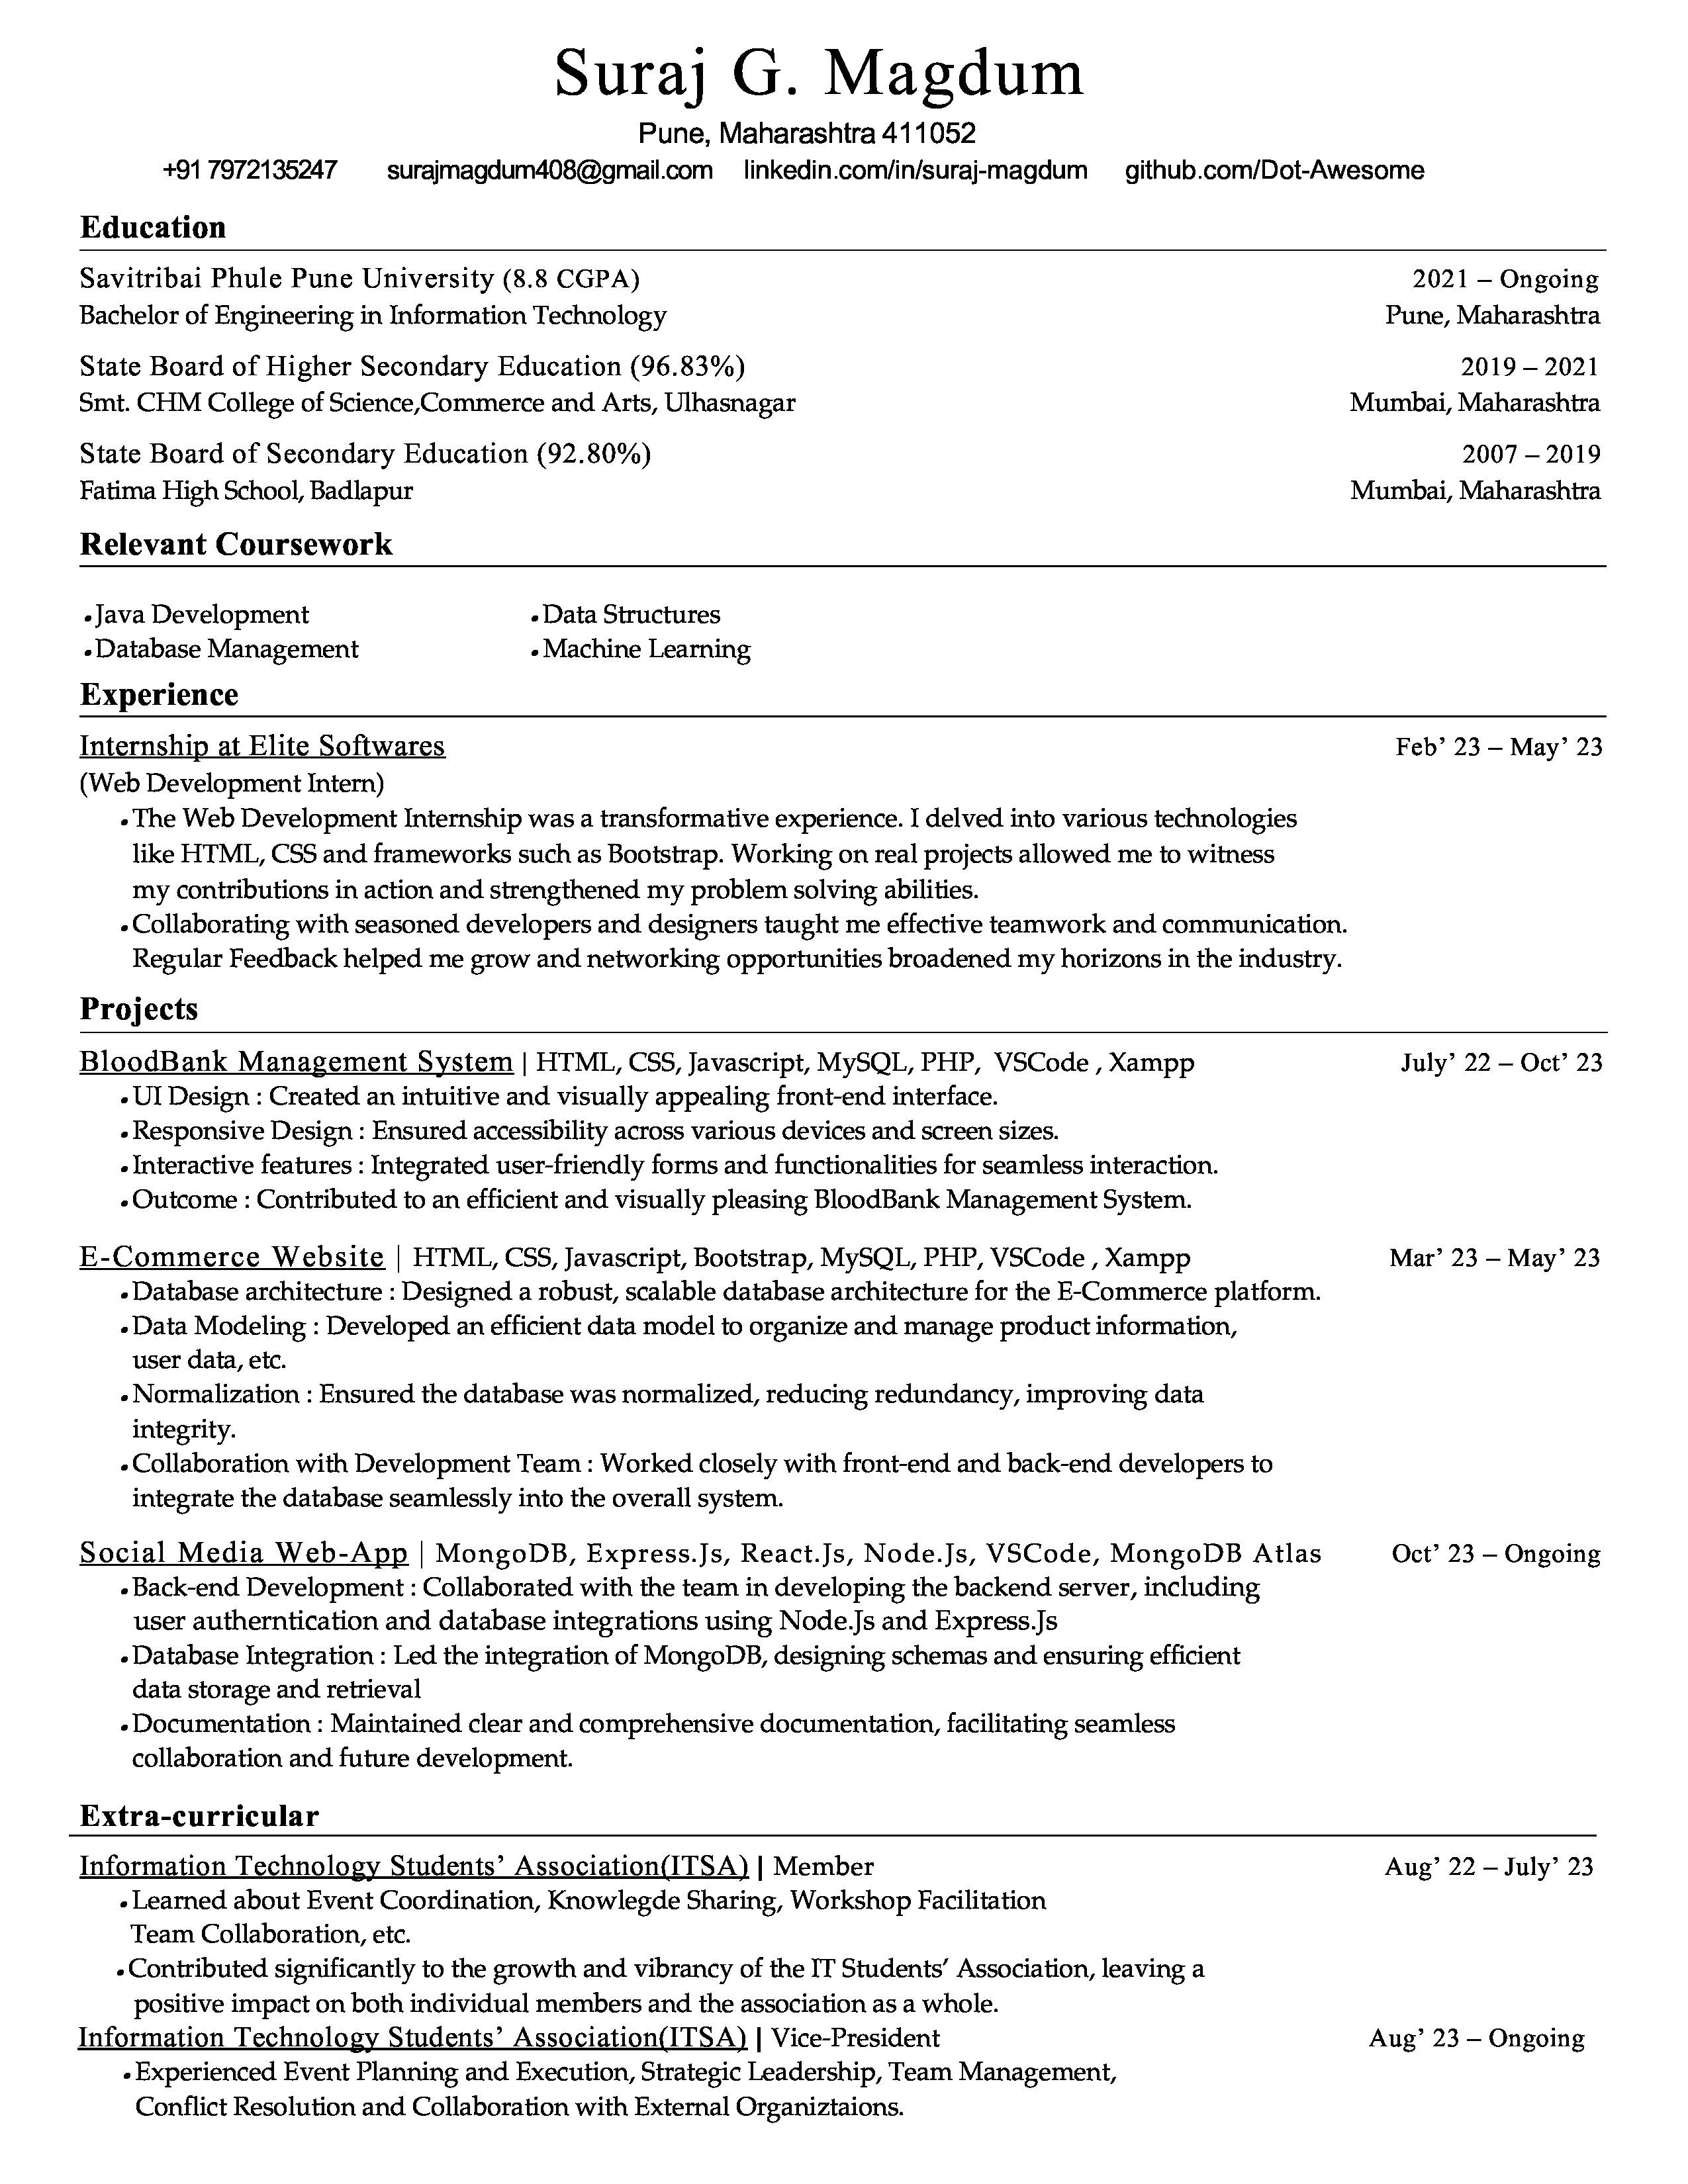 Suraj G. Magdum
Pune, Maharashtra 411052
+91 7972135247 surajmagdum408@gmail.com linkedin.com/in/suraj-magdum github.com/Dot-Awesome
Education
Savitribai Phule Pune University (8.8 CGPA) 2021 – Ongoing
Bachelor of Engineering in Information Technology Pune, Maharashtra
State Board of Higher Secondary Education (96.83%) 2019 – 2021
Smt. CHM College of Science,Commerce and Arts, Ulhasnagar Mumbai, Maharashtra
State Board of Secondary Education (92.80%) 2007 – 2019
Fatima High School, Badlapur Mumbai, Maharashtra
Relevant Coursework
• Java Development • Data Structures
• Database Management • Machine Learning
Experience
Internship at Elite Softwares Feb’ 23 – May’ 23
(Web Development Intern)
• The Web Development Internship was a transformative experience. I delved into various technologies
like HTML, CSS and frameworks such as Bootstrap. Working on real projects allowed me to witness
my contributions in action and strengthened my problem solving abilities.
• Collaborating with seasoned developers and designers taught me effective teamwork and communication.
Regular Feedback helped me grow and networking opportunities broadened my horizons in the industry.
Projects
BloodBank Management System | HTML, CSS, Javascript, MySQL, PHP, VSCode , Xampp July’ 22 – Oct’ 23
• UI Design : Created an intuitive and visually appealing front-end interface.
• Responsive Design : Ensured accessibility across various devices and screen sizes.
• Interactive features : Integrated user-friendly forms and functionalities for seamless interaction.
• Outcome : Contributed to an efficient and visually pleasing BloodBank Management System.
E-Commerce Website | HTML, CSS, Javascript, Bootstrap, MySQL, PHP, VSCode , Xampp Mar’ 23 – May’ 23
• Database architecture : Designed a robust, scalable database architecture for the E-Commerce platform.
• Data Modeling : Developed an efficient data model to organize and manage product information,
user data, etc.
• Normalization : Ensured the database was normalized, reducing redundancy, improving data
integrity.
• Collaboration with Development Team : Worked closely with front-end and back-end developers to
integrate the database seamlessly into the overall system.
Social Media Web-App | MongoDB, Express.Js, React.Js, Node.Js, VSCode, MongoDB Atlas Oct’ 23 – Ongoing
• Back-end Development : Collaborated with the team in developing the backend server, including
user autherntication and database integrations using Node.Js and Express.Js
• Database Integration : Led the integration of MongoDB, designing schemas and ensuring efficient
data storage and retrieval
• Documentation : Maintained clear and comprehensive documentation, facilitating seamless
collaboration and future development.
Extra-curricular
Information Technology Students’ Association(ITSA) | Member Aug’ 22 – July’ 23
• Learned about Event Coordination, Knowlegde Sharing, Workshop Facilitation
Team Collaboration, etc.
• Contributed significantly to the growth and vibrancy of the IT Students’ Association, leaving a
positive impact on both individual members and the association as a whole.
Information Technology Students’ Association(ITSA) | Vice-President Aug’ 23 – Ongoing
• Experienced Event Planning and Execution, Strategic Leadership, Team Management,
Conflict Resolution and Collaboration with External Organiztaions.